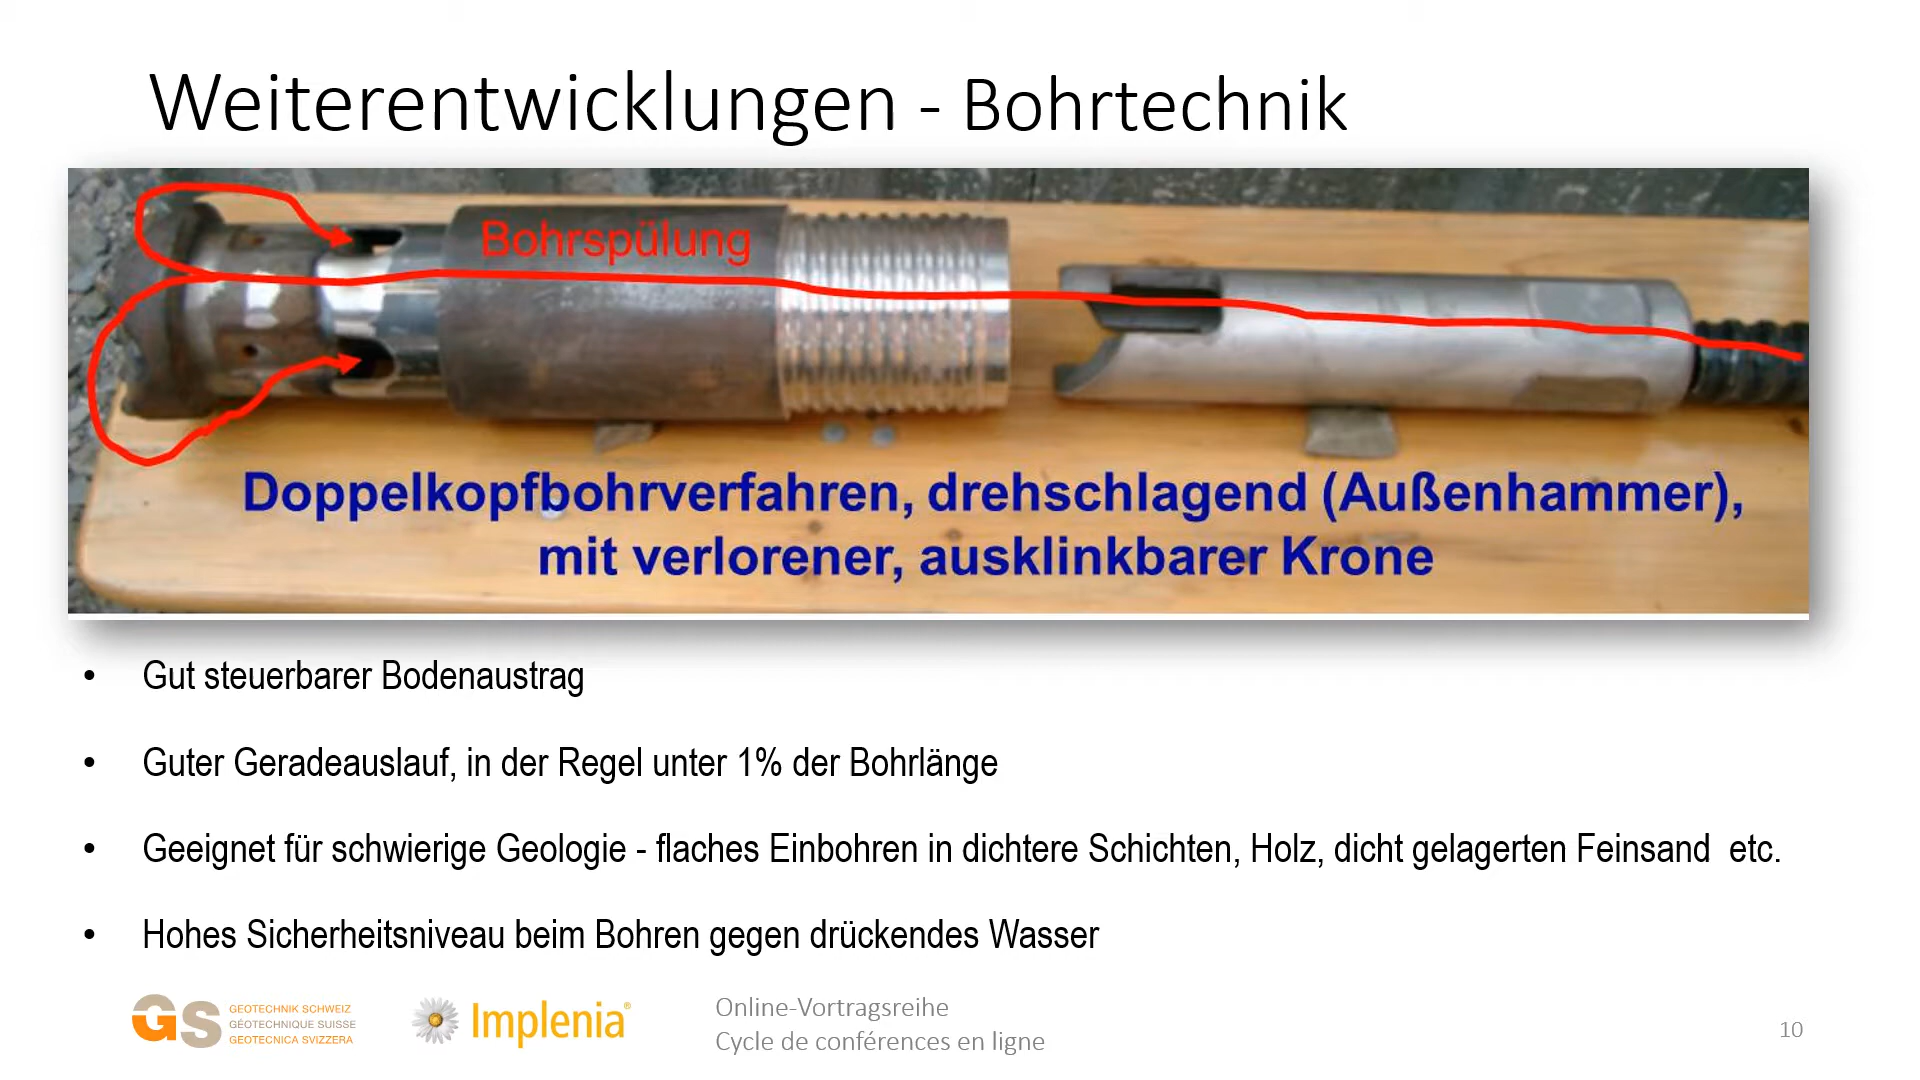 Weiterentwicklungen - Bohrtechnik
Bohrspülung
Doppelkopfbohrverfahren, drehschlagend (Außenhammer),
mit verlorener, ausklinkbarer Krone
• Gut steuerbarer Bodenaustrag
• Guter Geradeauslauf, in der Regel unter 1% der Bohrlänge
• Geeignet für schwierige Geologie - flaches Einbohren in dichtere Schichten, Holz, dicht gelagerten Feinsand etc.
• Hohes Sicherheitsniveau beim Bohren gegen drückendes Wasser
GS
GEOTECHNIK SCHWEIZ
GÉOTECHNIQUE SUISSE
GEOTECNICA SVIZZERA
Implenia®
Online-Vortragsreihe
Cycle de conférences en ligne
10